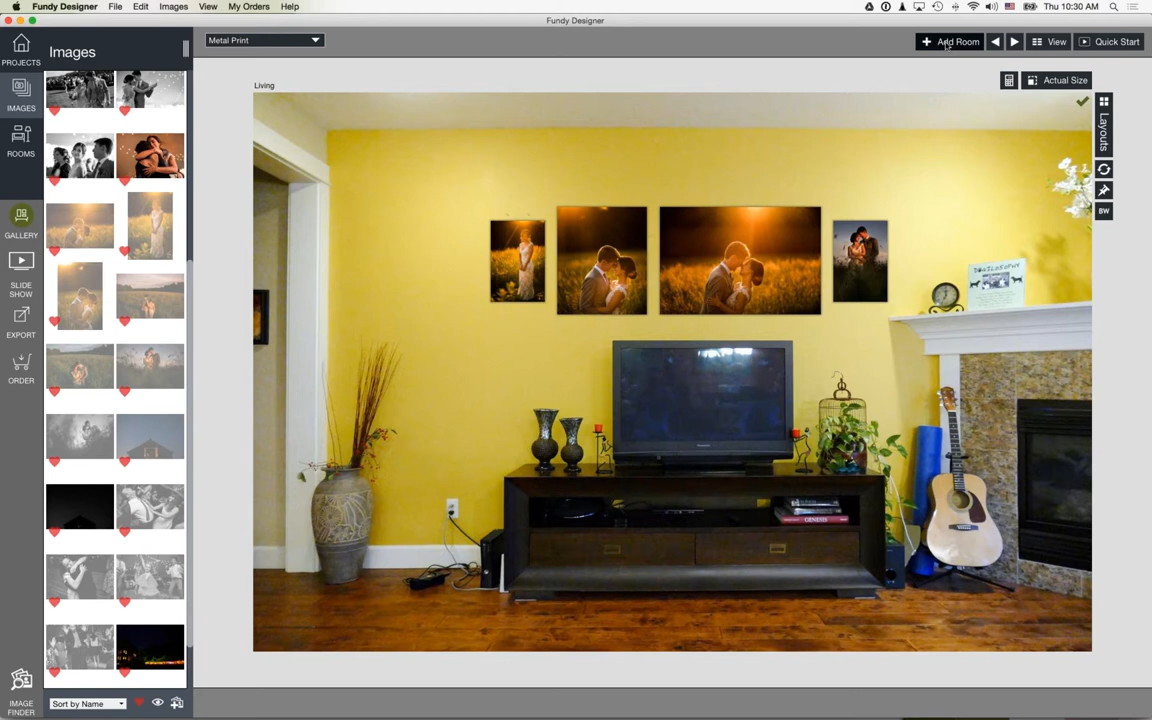 Fundy Designer File Edit Images View My Orders Help
Thu 10:30 AM
Fundy Designer
PROJECTS
IMAGES
ROOMS
GALLERY
SLIDE
SHOW
EXPORT
ORDER
IMAGE
FINDER
Images
Sort by Name
Metal Print
Add Room
View
Quick Start
Living
Actual Size
Layouts
BW
GENESIS